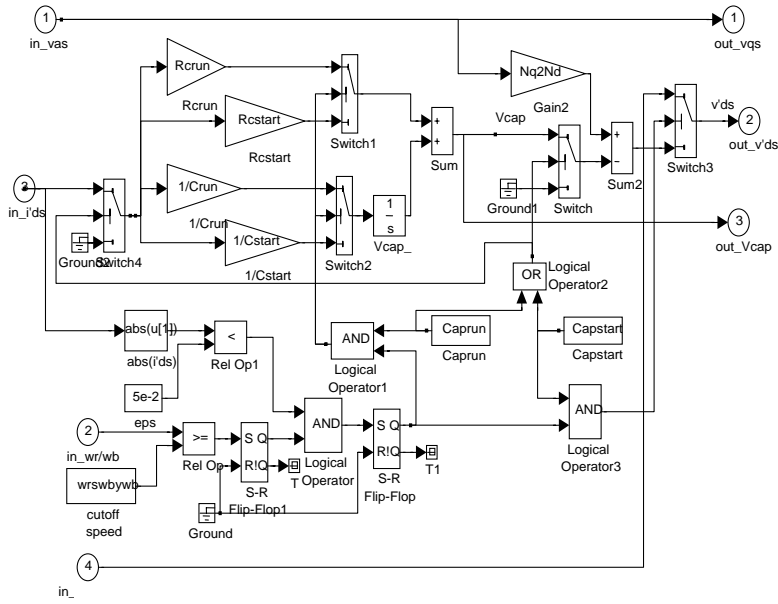 1
in_vas
1
out_vqs
Rcrun
Rcrun
Rcstart
Rcstart
Switch1
Nq2Nd
Gain2
+
+
Sum
Vcap
Switch
+
−
Sum2
v'ds
Switch3
2
out_v'ds
in_i'ds
1/Crun
1/Crun
1/Cstart
1/Cstart
Switch2
1
s
Vcap_
Ground1
3
out_Vcap
Switch4
OR
Logical
Operator2
abs(u[1])
abs(i'ds)
<
Rel Op1
AND
Logical
Operator1
Caprun
Caprun
Capstart
Capstart
5e-2
eps
2
in_wr/wb
>=
Rel Op
S Q
R!Q
S-R
Flip-Flop1
T
AND
Logical
Operator
S Q
R!Q
S-R
Flip-Flop
T1
AND
Logical
Operator3
wrswbywb
cutoff
speed
Ground
4
in_